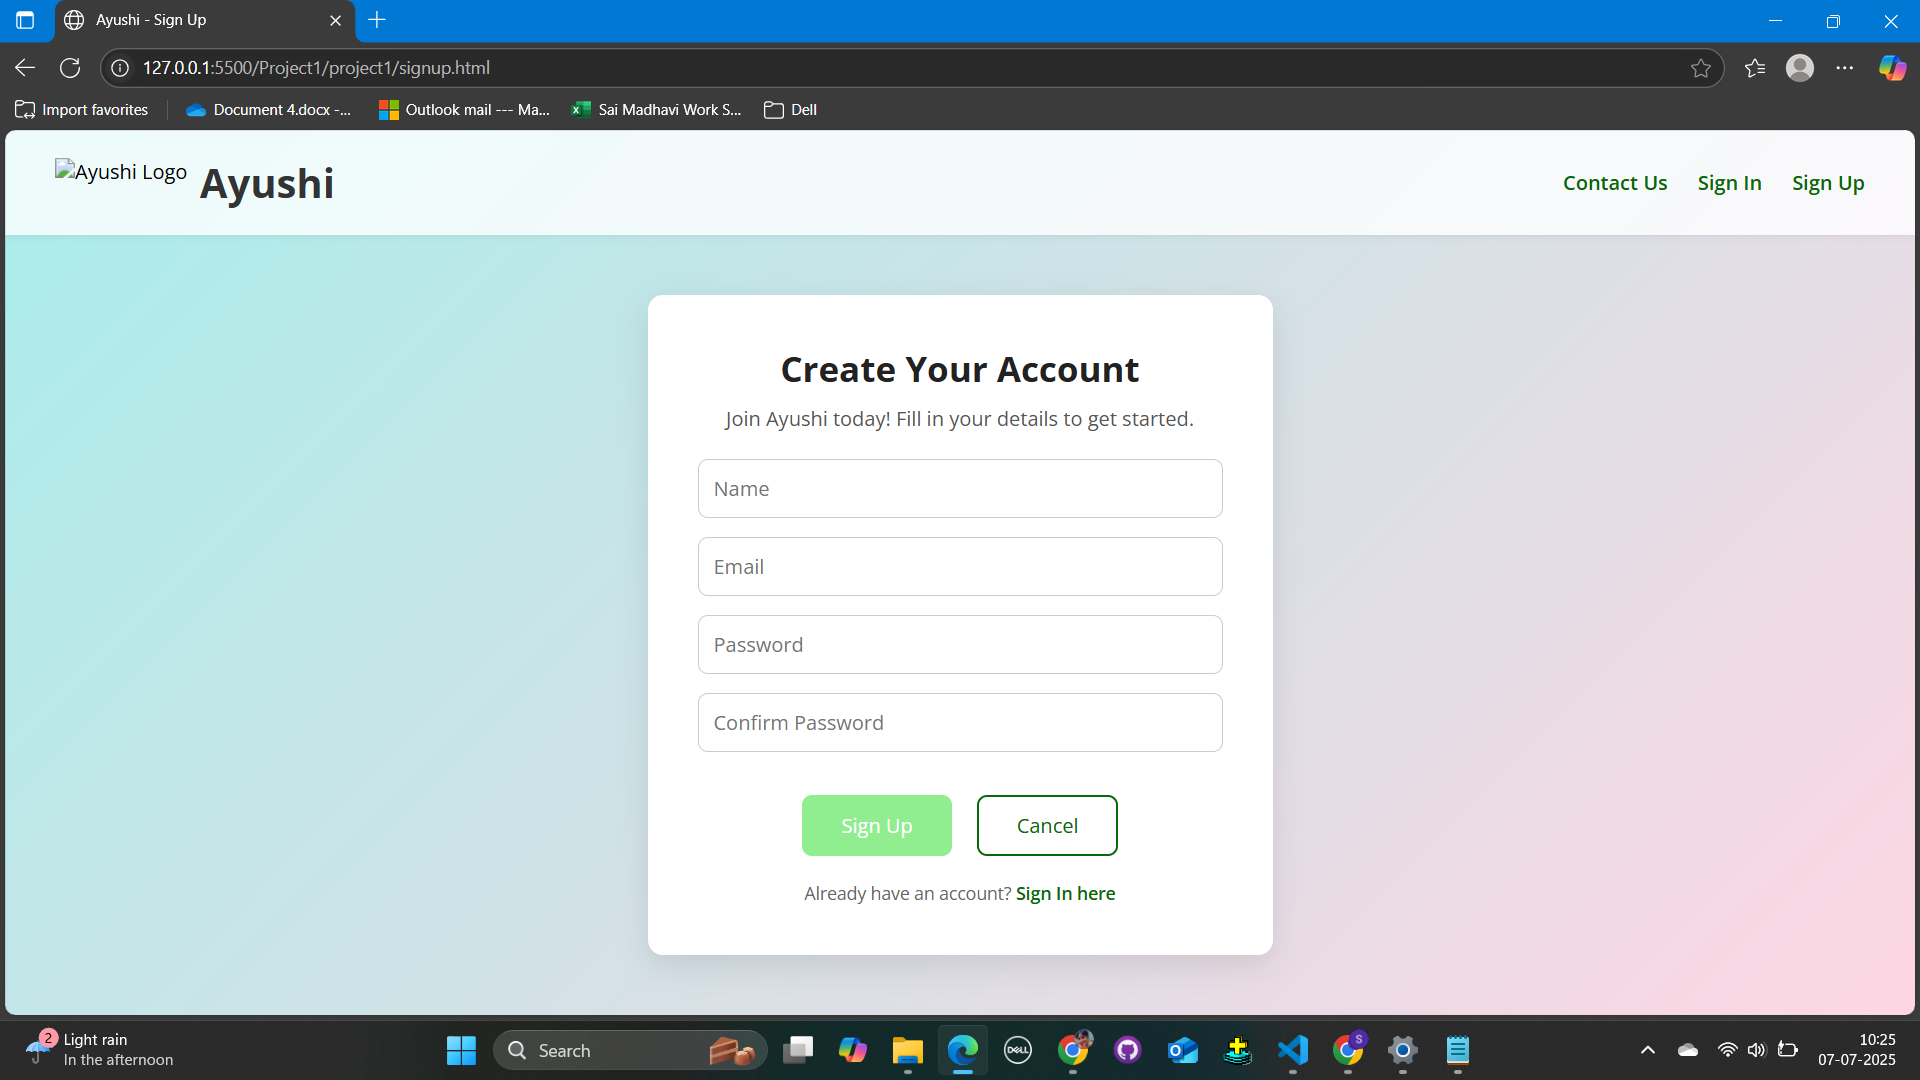 Ayushi - Sign Up
127.0.0.1:5500/Project1/project1/signup.html
Import favorites
Document 4.docx -...
Outlook mail --- Ma...
Sai Madhavi Work S...
Dell
Ayushi Logo
Ayushi
Contact Us
Sign In
Sign Up
Create Your Account
Join Ayushi today! Fill in your details to get started.
Name
Email
Password
Confirm Password
Sign Up
Cancel
Already have an account? Sign In here
2
Light rain
In the afternoon
Search
DELL
S
10:25
07-07-2025